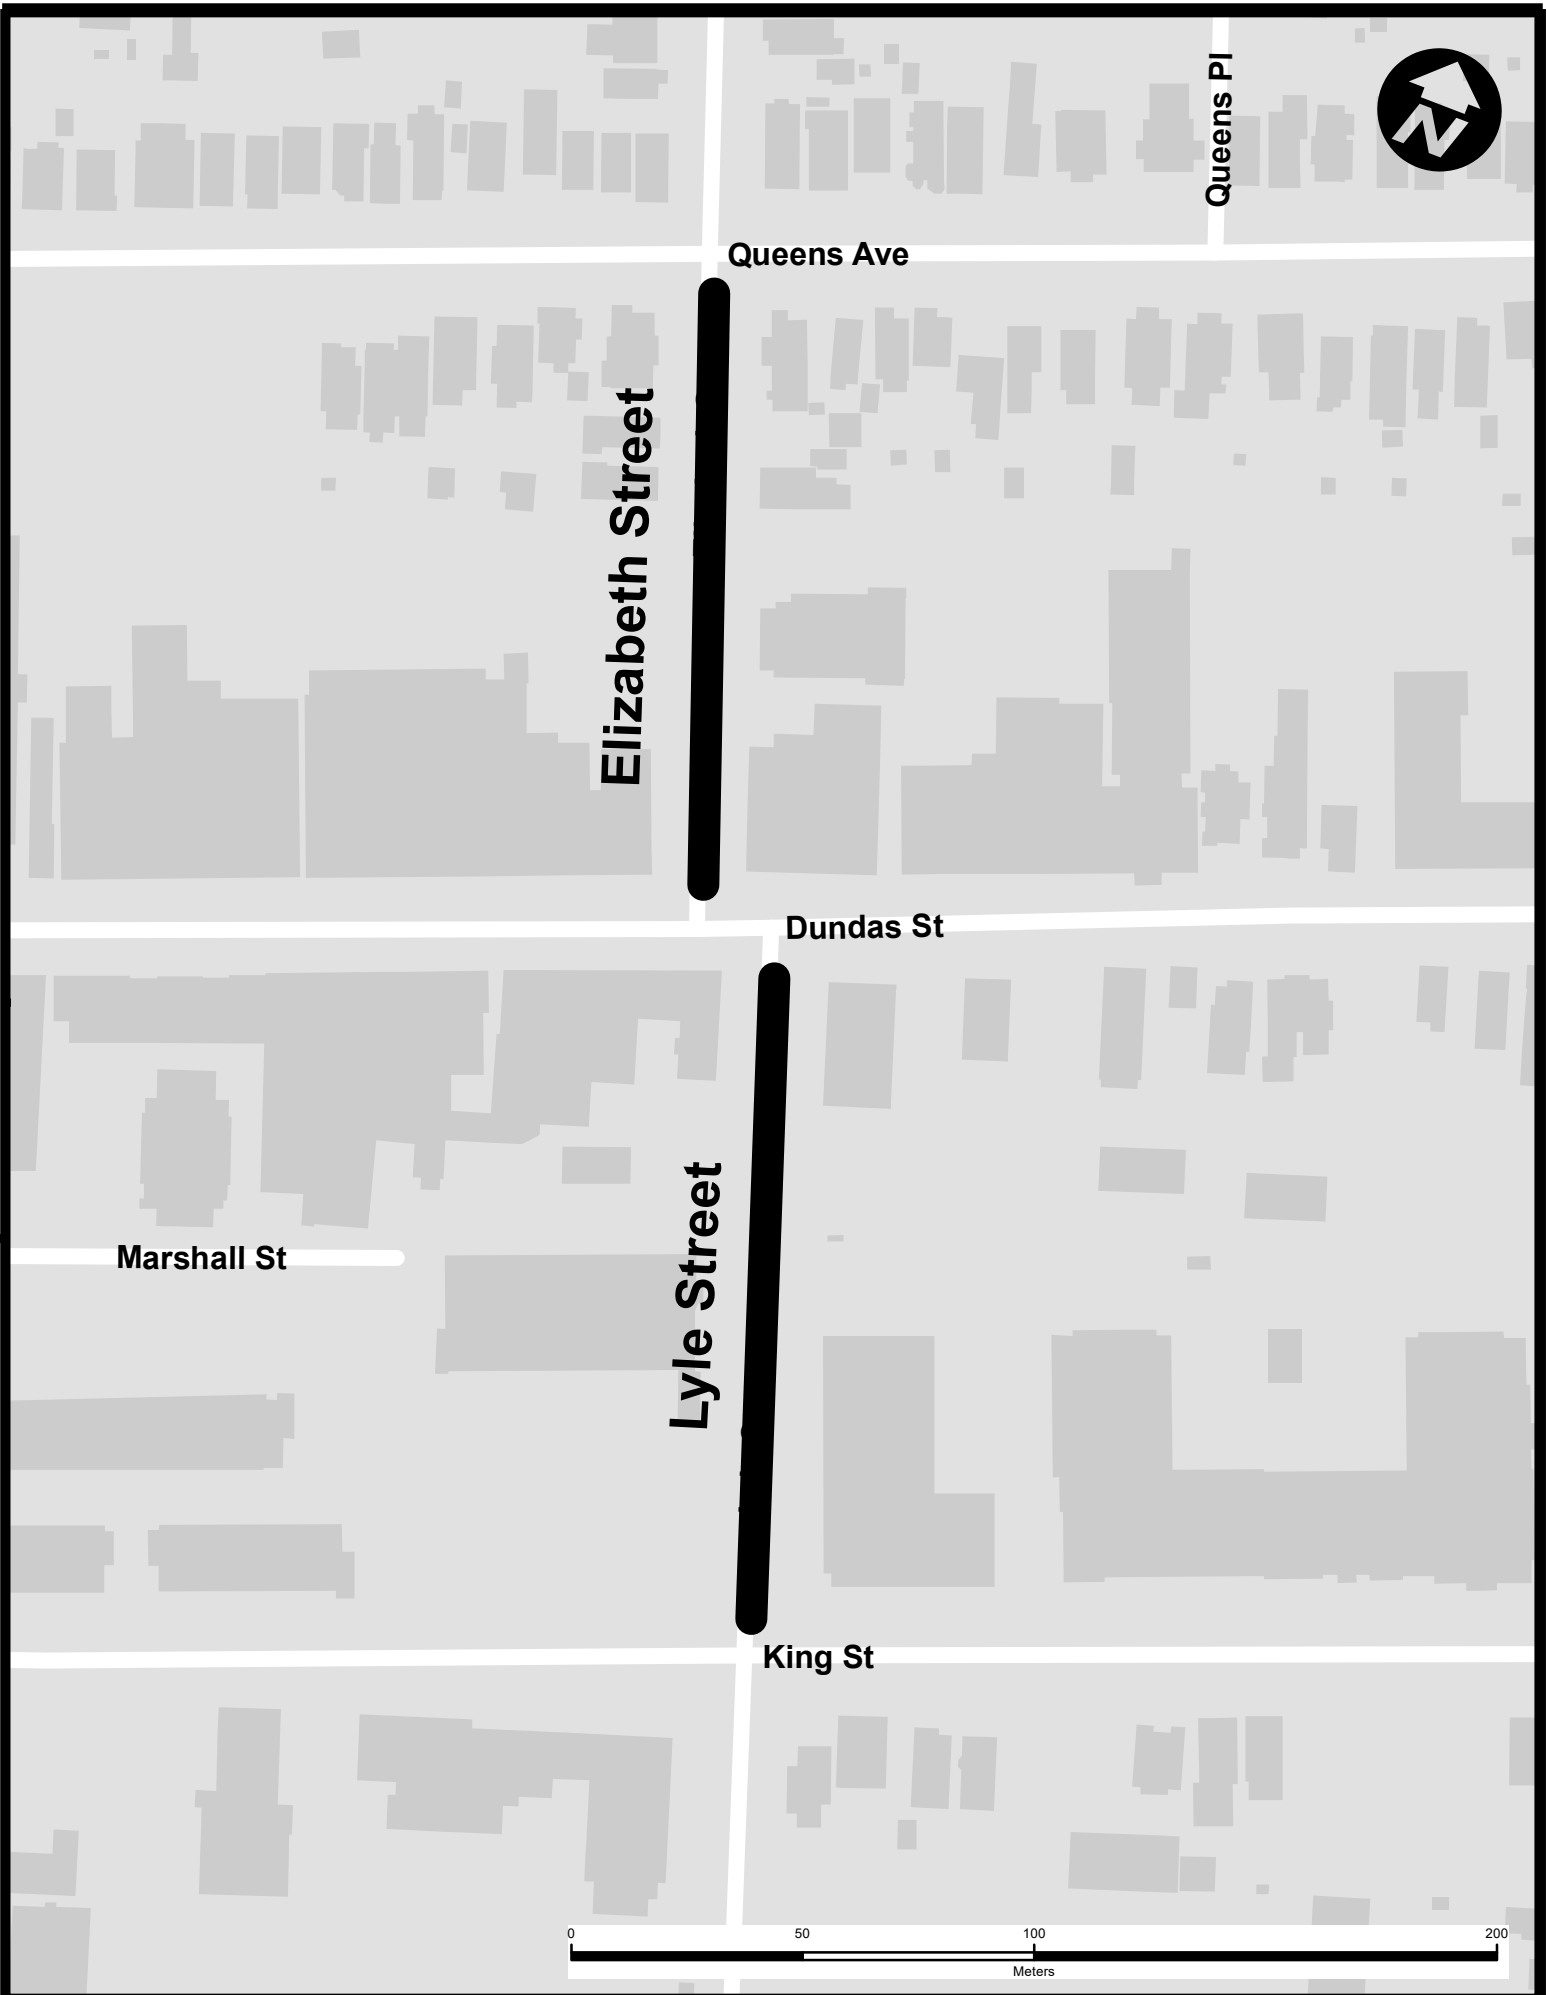 Queens Pl
N
Queens Ave
Elizabeth Street
Dundas St
Lyle Street
Marshall St
King St
0 50 100 200
Meters